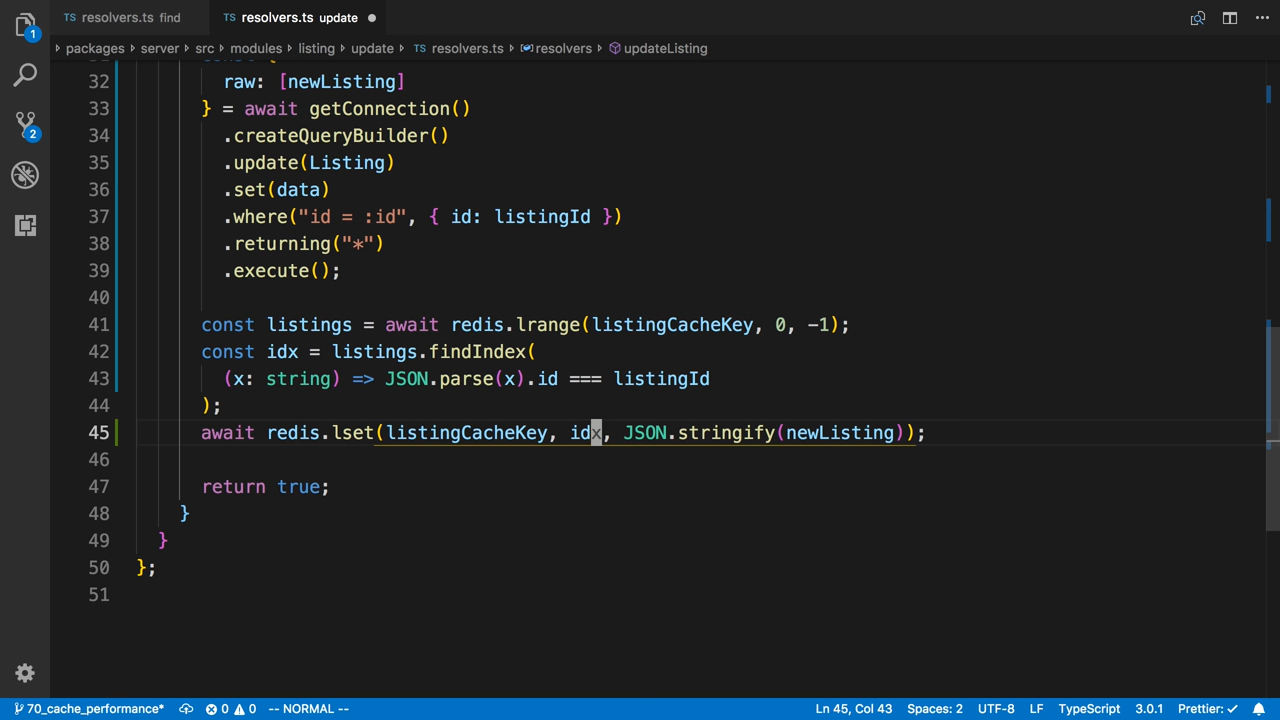 TS resolvers.ts find
TS resolvers.ts update
1
packages server src modules listing update TS resolvers.ts resolvers updateListing
32 raw: [newListing]
33 } = await getConnection()
34 .createQueryBuilder()
35 .update(Listing)
36 .set(data)
37 .where("id = :id", { id: listingId })
38 .returning("*")
39 .execute();
2
40
41 const listings = await redis.lrange(listingCacheKey, 0, -1);
42 const idx = listings.findIndex(
43 (x: string) => JSON.parse(x).id === listingId
44 );
45 await redis.lset(listingCacheKey, idx, JSON.stringify(newListing));
46
47 return true;
48 }
49 }
50 };
51
70_cache_performance* 0 0 -- NORMAL -- Ln 45, Col 43 Spaces: 2 UTF-8 LF TypeScript 3.0.1 Prettier: ✓